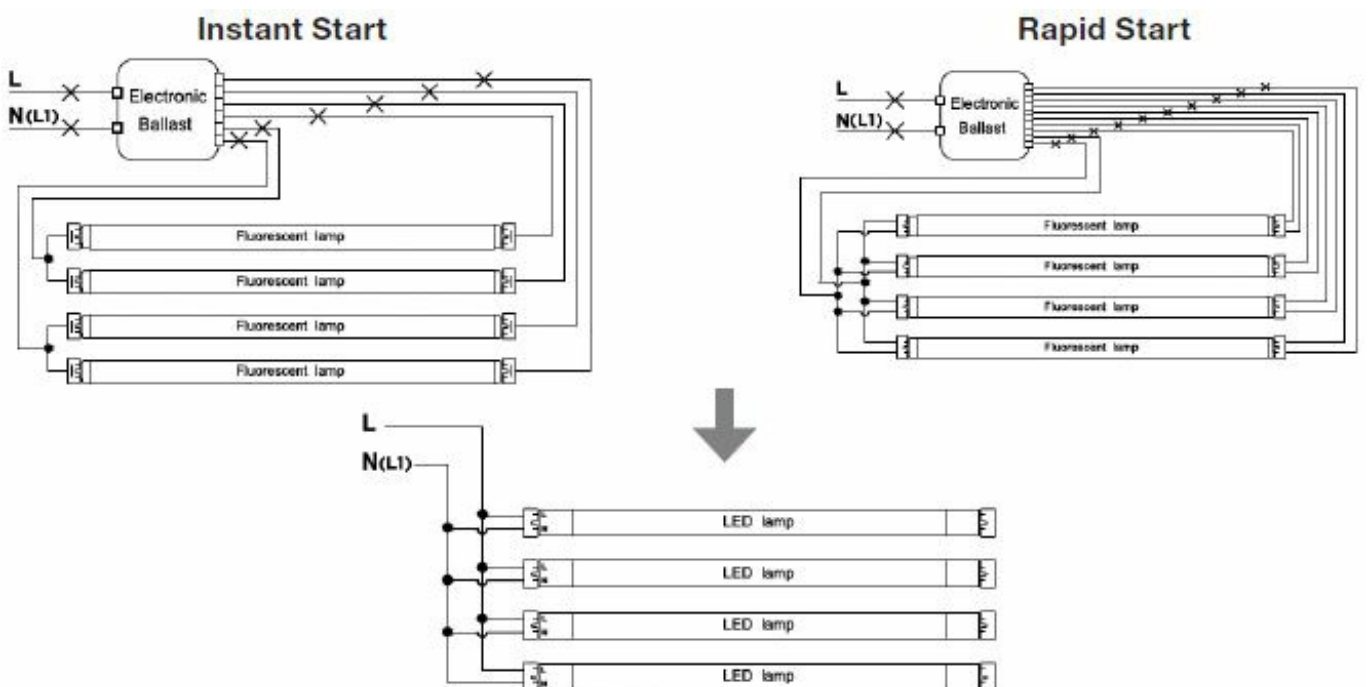 Instant Start
L
N(L1)
Electronic
Ballast
Fluorescent lamp
Fluorescent lamp
Fluorescent lamp
Fluorescent lamp
Rapid Start
L
N(L1)
Electronic
Ballast
Fluorescent lamp
Fluorescent lamp
Fluorescent lamp
Fluorescent lamp
L
N(L1)
LED lamp
LED lamp
LED lamp
LED lamp